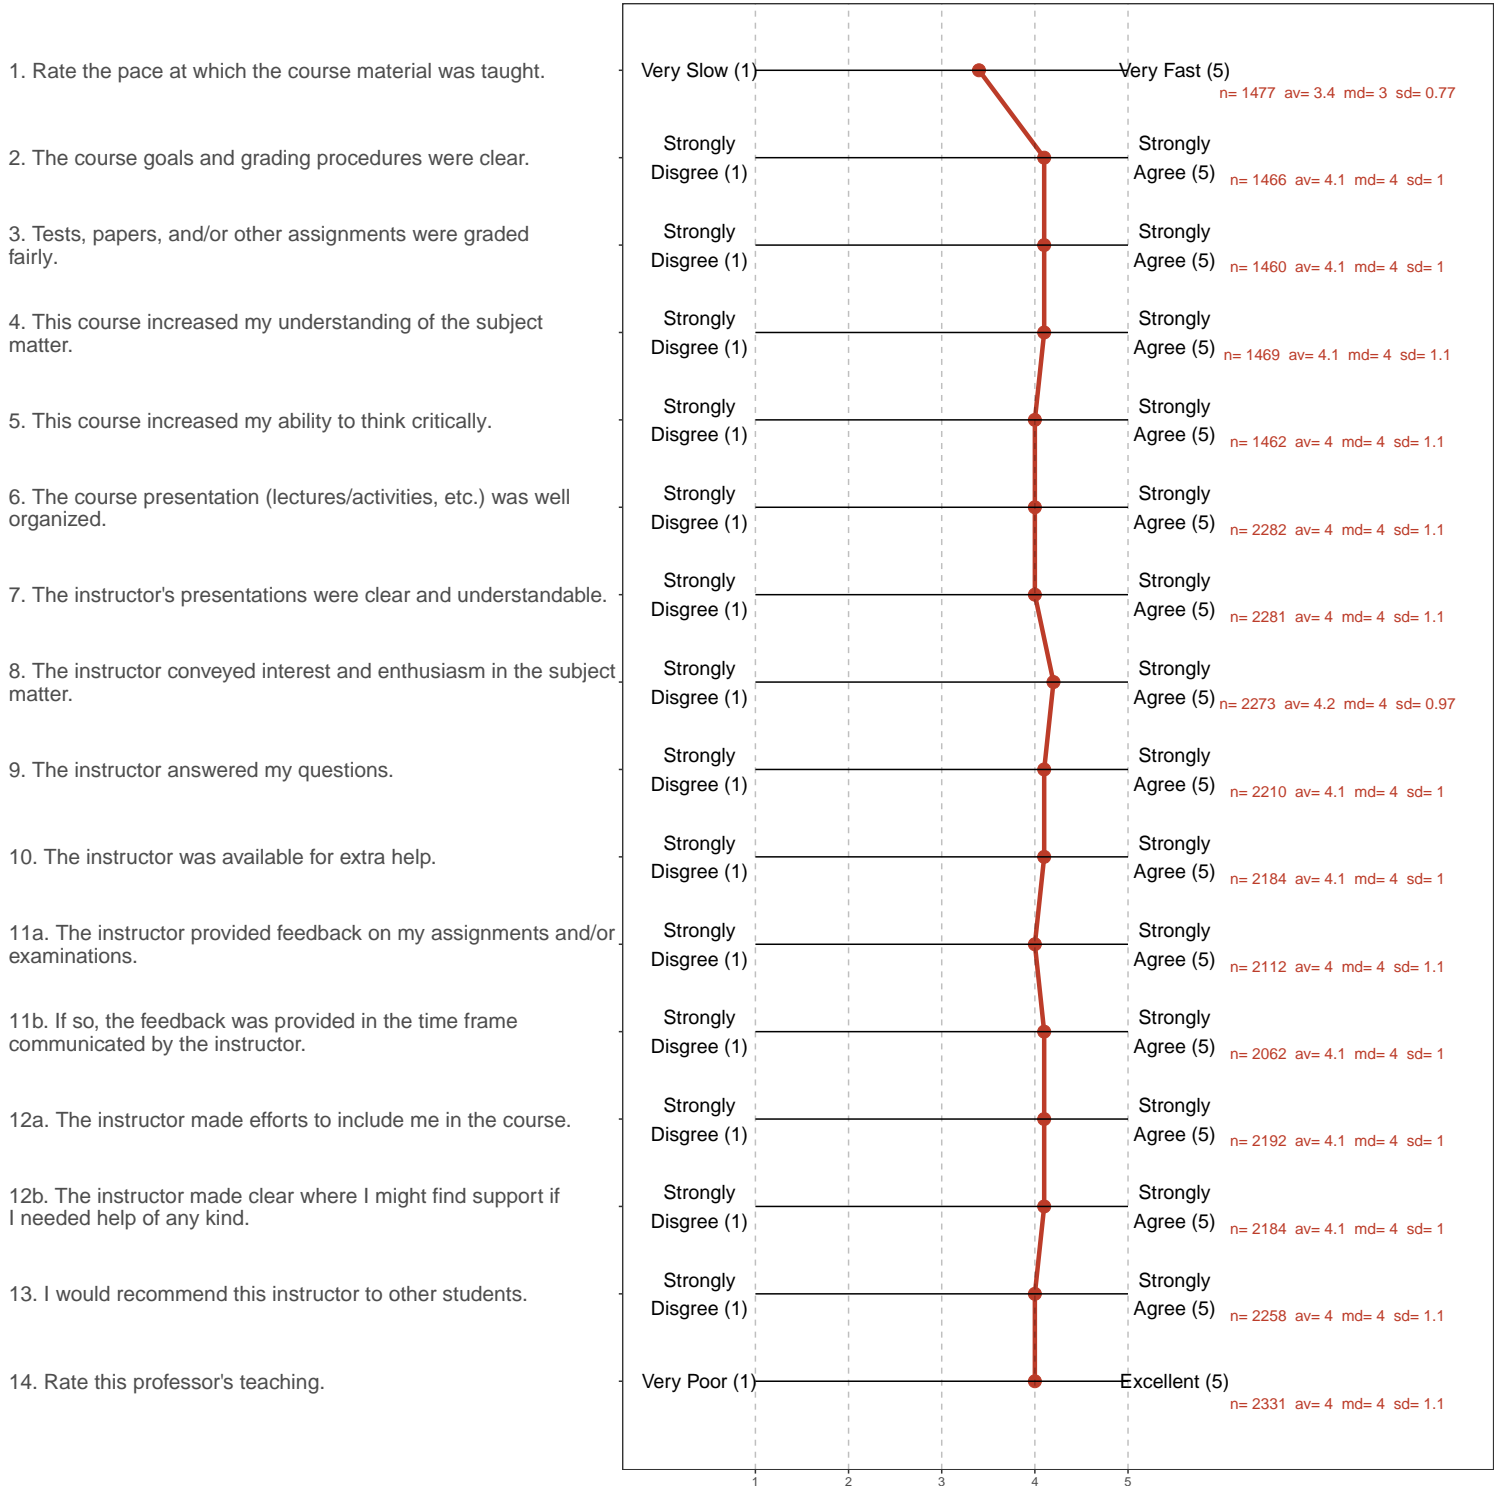 1. Rate the pace at which the course material was taught.
Very Slow (1)
Very Fast (5)
n= 1477 av= 3.4 md= 3 sd= 0.77
2. The course goals and grading procedures were clear.
Strongly
Disgree (1)
Strongly
Agree (5)
n= 1466 av= 4.1 md= 4 sd= 1
3. Tests, papers, and/or other assignments were graded
fairly.
Strongly
Disgree (1)
Strongly
Agree (5)
n= 1460 av= 4.1 md= 4 sd= 1
4. This course increased my understanding of the subject
matter.
Strongly
Disgree (1)
Strongly
Agree (5)
n= 1469 av= 4.1 md= 4 sd= 1.1
5. This course increased my ability to think critically.
Strongly
Disgree (1)
Strongly
Agree (5)
n= 1462 av= 4 md= 4 sd= 1.1
6. The course presentation (lectures/activities, etc.) was well
organized.
Strongly
Disgree (1)
Strongly
Agree (5)
n= 2282 av= 4 md= 4 sd= 1.1
7. The instructor's presentations were clear and understandable.
Strongly
Disgree (1)
Strongly
Agree (5)
n= 2281 av= 4 md= 4 sd= 1.1
8. The instructor conveyed interest and enthusiasm in the subject
matter.
Strongly
Disgree (1)
Strongly
Agree (5)
n= 2273 av= 4.2 md= 4 sd= 0.97
9. The instructor answered my questions.
Strongly
Disgree (1)
Strongly
Agree (5)
n= 2210 av= 4.1 md= 4 sd= 1
10. The instructor was available for extra help.
Strongly
Disgree (1)
Strongly
Agree (5)
n= 2184 av= 4.1 md= 4 sd= 1
11a. The instructor provided feedback on my assignments and/or
examinations.
Strongly
Disgree (1)
Strongly
Agree (5)
n= 2112 av= 4 md= 4 sd= 1.1
11b. If so, the feedback was provided in the time frame
communicated by the instructor.
Strongly
Disgree (1)
Strongly
Agree (5)
n= 2062 av= 4.1 md= 4 sd= 1
12a. The instructor made efforts to include me in the course.
Strongly
Disgree (1)
Strongly
Agree (5)
n= 2192 av= 4.1 md= 4 sd= 1
12b. The instructor made clear where I might find support if
I needed help of any kind.
Strongly
Disgree (1)
Strongly
Agree (5)
n= 2184 av= 4.1 md= 4 sd= 1
13. I would recommend this instructor to other students.
Strongly
Disgree (1)
Strongly
Agree (5)
n= 2258 av= 4 md= 4 sd= 1.1
14. Rate this professor's teaching.
Very Poor (1)
Excellent (5)
n= 2331 av= 4 md= 4 sd= 1.1
1 2 3 4 5